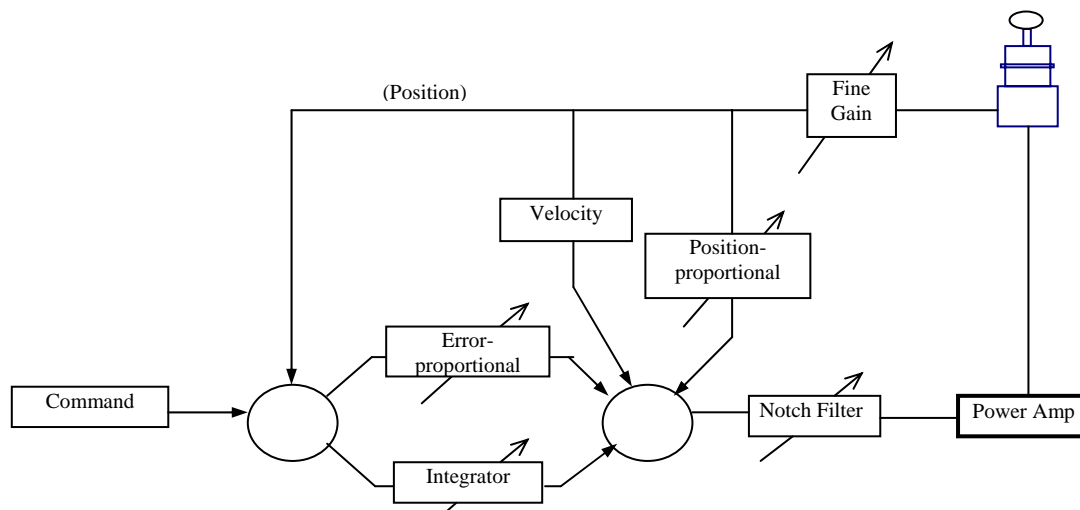 (Position)
Fine
Gain
Velocity
Position-
proportional
Error-
proportional
Command
Notch Filter
Power Amp
Integrator